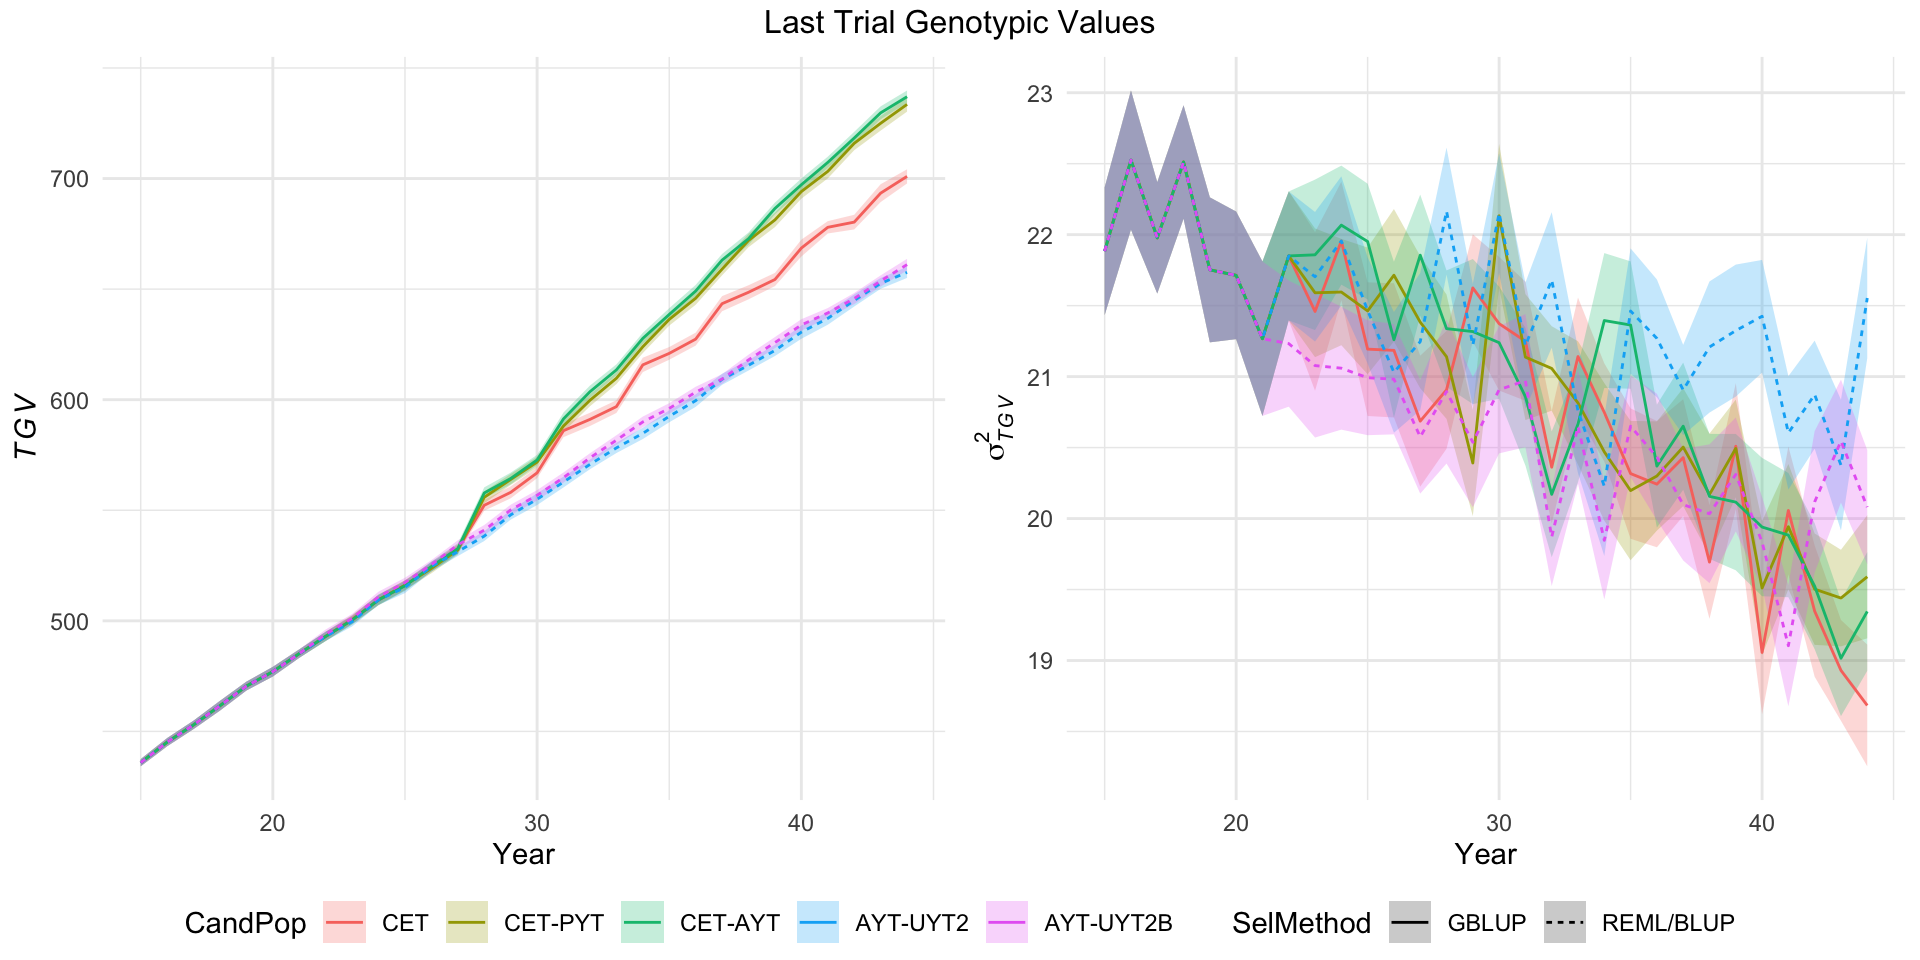 Last Trial Genotypic Values
TGV
700
600
500
20 30 40
Year
σ²TGV
23
22
21
20
19
20 30 40
Year
CandPop CET CET-PYT CET-AYT AYT-UYT2 AYT-UYT2B SelMethod GBLUP REML/BLUP